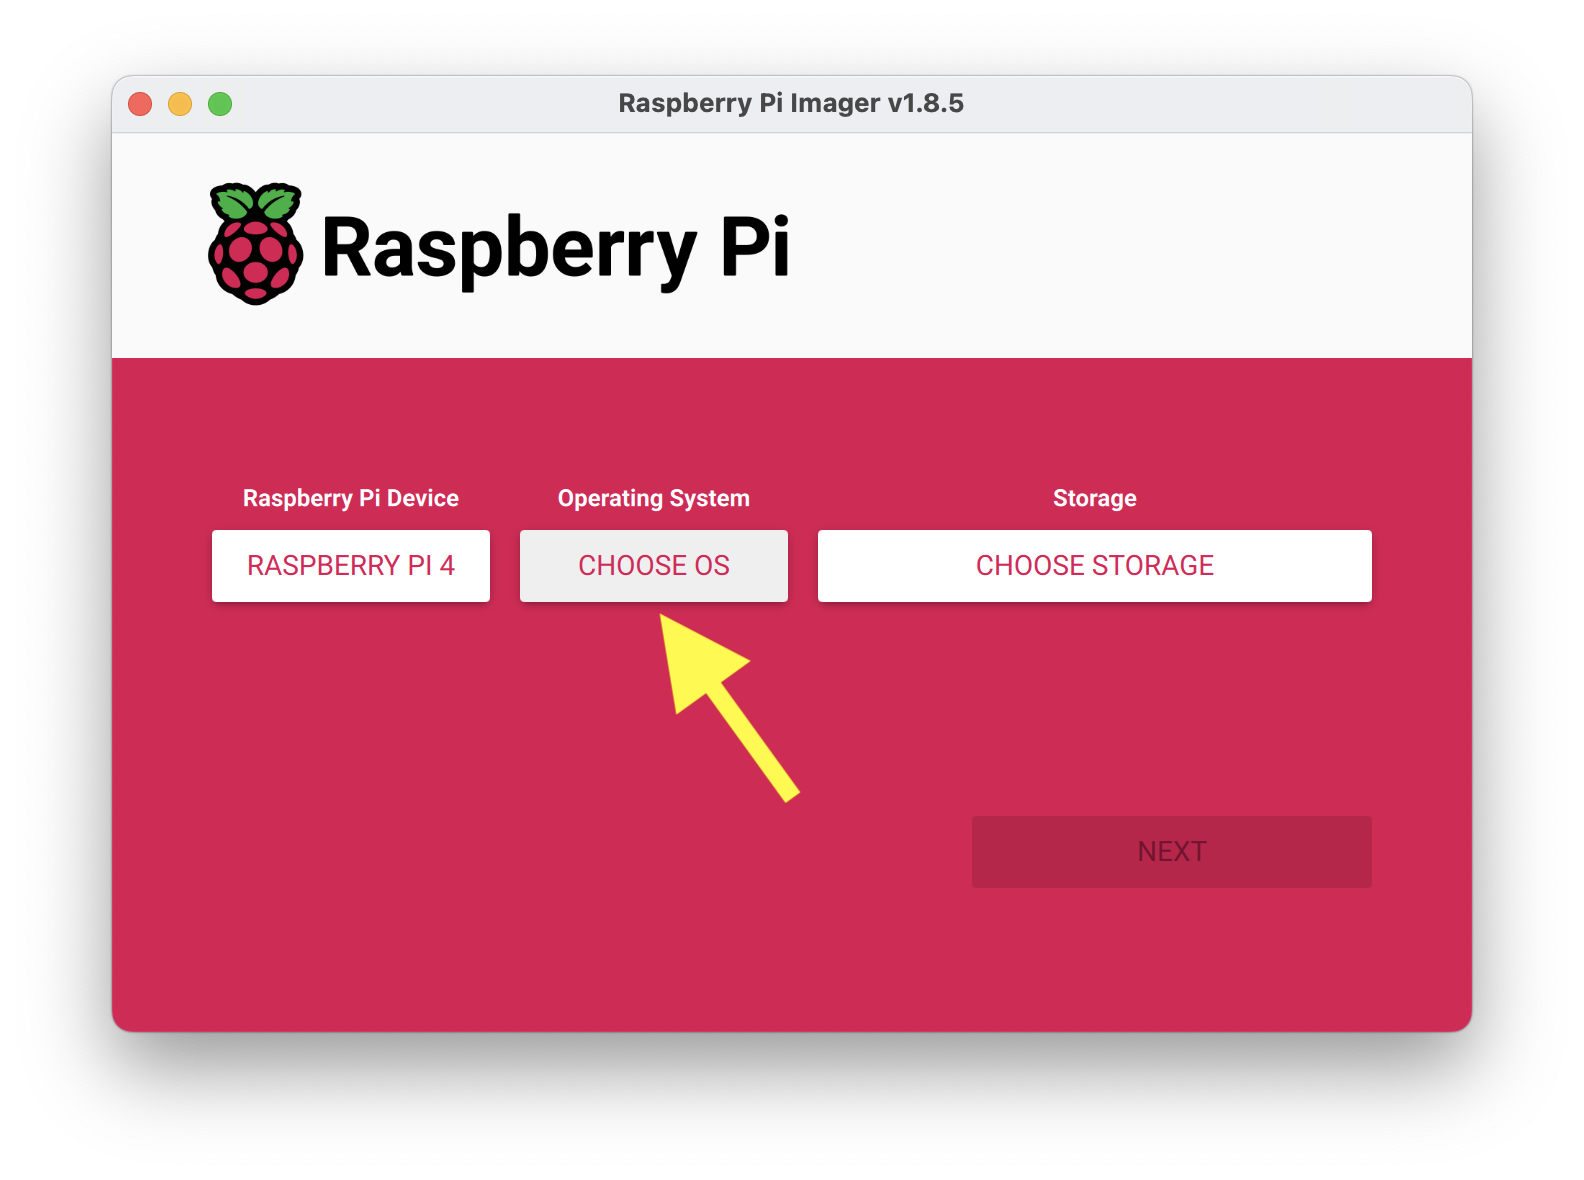 Raspberry Pi Imager v1.8.5
Raspberry Pi
Raspberry Pi Device
Operating System
Storage
RASPBERRY PI 4
CHOOSE OS
CHOOSE STORAGE
NEXT